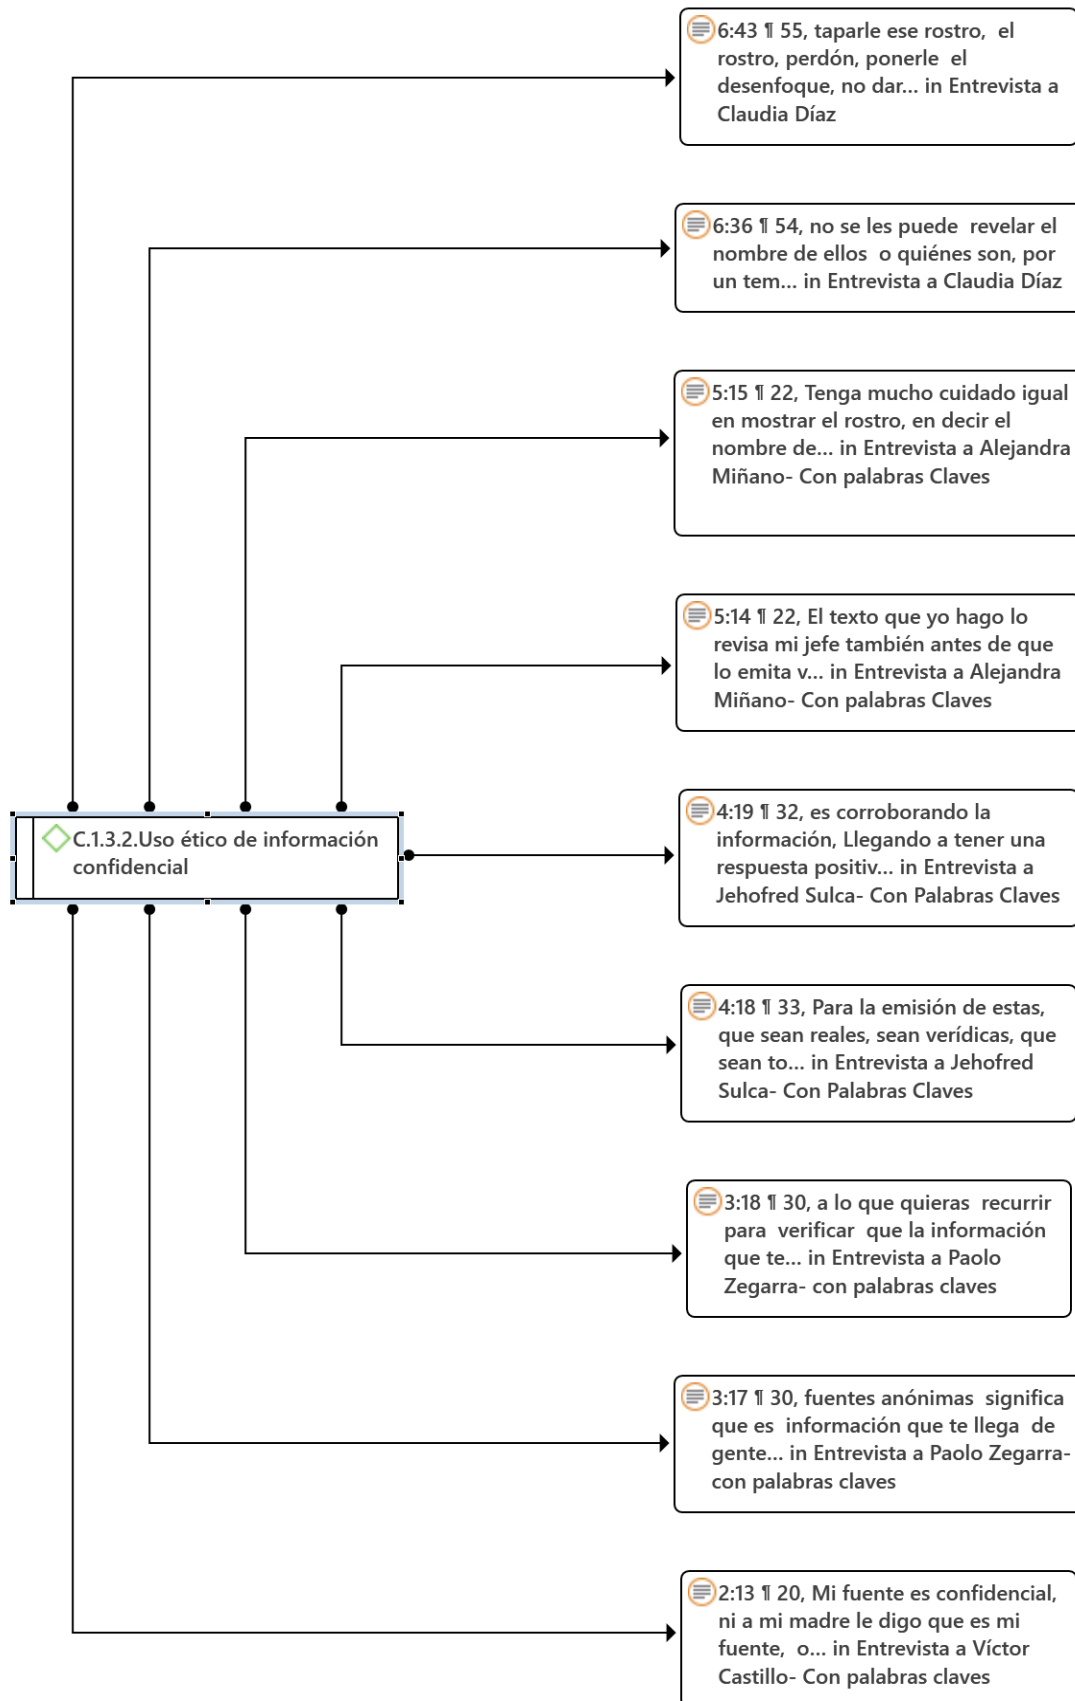 6:43 ¶ 55, taparle ese rostro, el
rostro, perdón, ponerle el
desenfoque, no dar... in Entrevista a
Claudia Díaz
6:36 ¶ 54, no se les puede revelar el
nombre de ellos o quiénes son, por
un tem... in Entrevista a Claudia Díaz
5:15 ¶ 22, Tenga mucho cuidado igual
en mostrar el rostro, en decir el
nombre de... in Entrevista a Alejandra
Miñano- Con palabras Claves
5:14 ¶ 22, El texto que yo hago lo
revisa mi jefe también antes de que
lo emita v... in Entrevista a Alejandra
Miñano- Con palabras Claves
C.1.3.2.Uso ético de información
confidencial
4:19 ¶ 32, es corroborando la
información, Llegando a tener una
respuesta positiv... in Entrevista a
Jehofred Sulca- Con Palabras Claves
4:18 ¶ 33, Para la emisión de estas,
que sean reales, sean verídicas, que
sean to... in Entrevista a Jehofred
Sulca- Con Palabras Claves
3:18 ¶ 30, a lo que quieras recurrir
para verificar que la información
que te... in Entrevista a Paolo
Zegarra- con palabras claves
3:17 ¶ 30, fuentes anónimas significa
que es información que te llega de
gente... in Entrevista a Paolo Zegarra-
con palabras claves
2:13 ¶ 20, Mi fuente es confidencial,
ni a mi madre le digo que es mi
fuente, o... in Entrevista a Víctor
Castillo- Con palabras claves